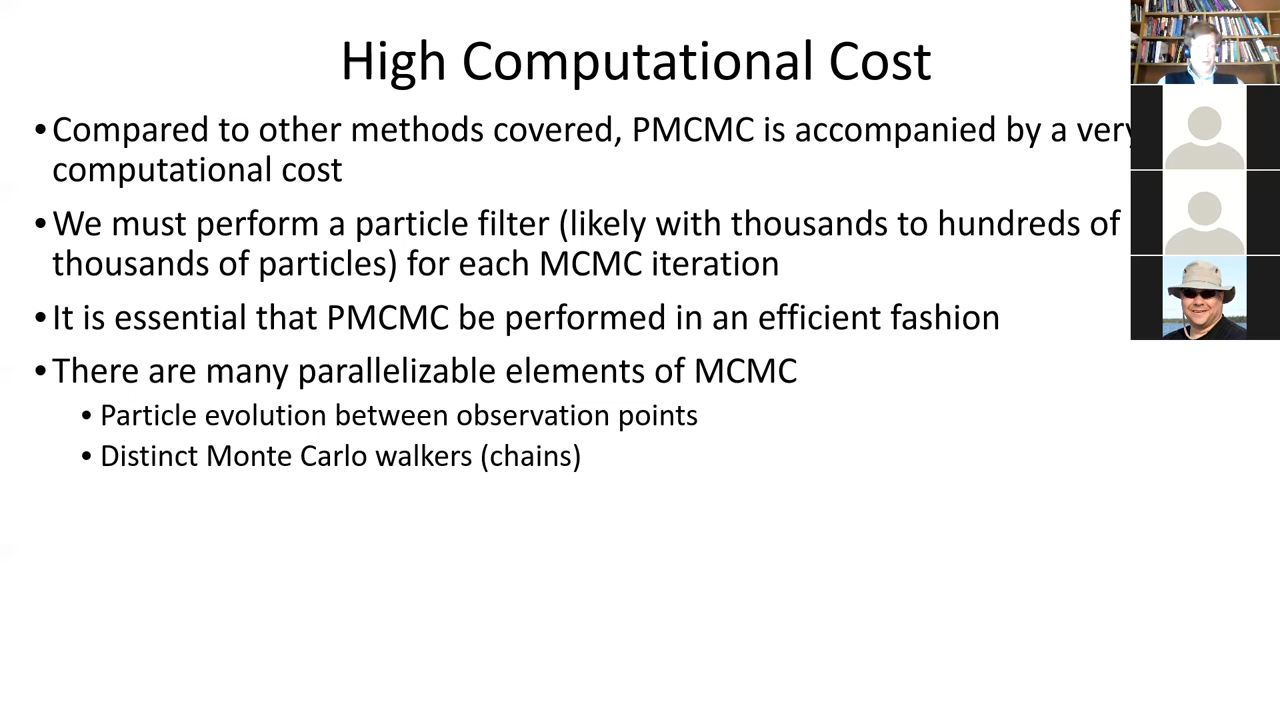 High Computational Cost
• Compared to other methods covered, PMCMC is accompanied by a very
computational cost
• We must perform a particle filter (likely with thousands to hundreds of
thousands of particles) for each MCMC iteration
• It is essential that PMCMC be performed in an efficient fashion
• There are many parallelizable elements of MCMC
• Particle evolution between observation points
• Distinct Monte Carlo walkers (chains)